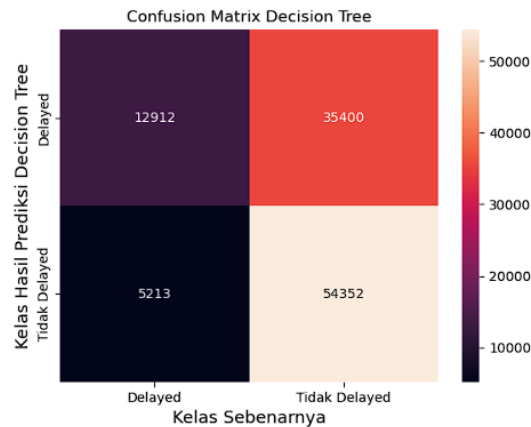 Confusion Matrix Decision Tree
Kelas Hasil Prediksi Decision Tree
Delayed
Tidak Delayed
12912
35400
5213
54352
Delayed
Tidak Delayed
Kelas Sebenarnya
50000
40000
30000
20000
10000